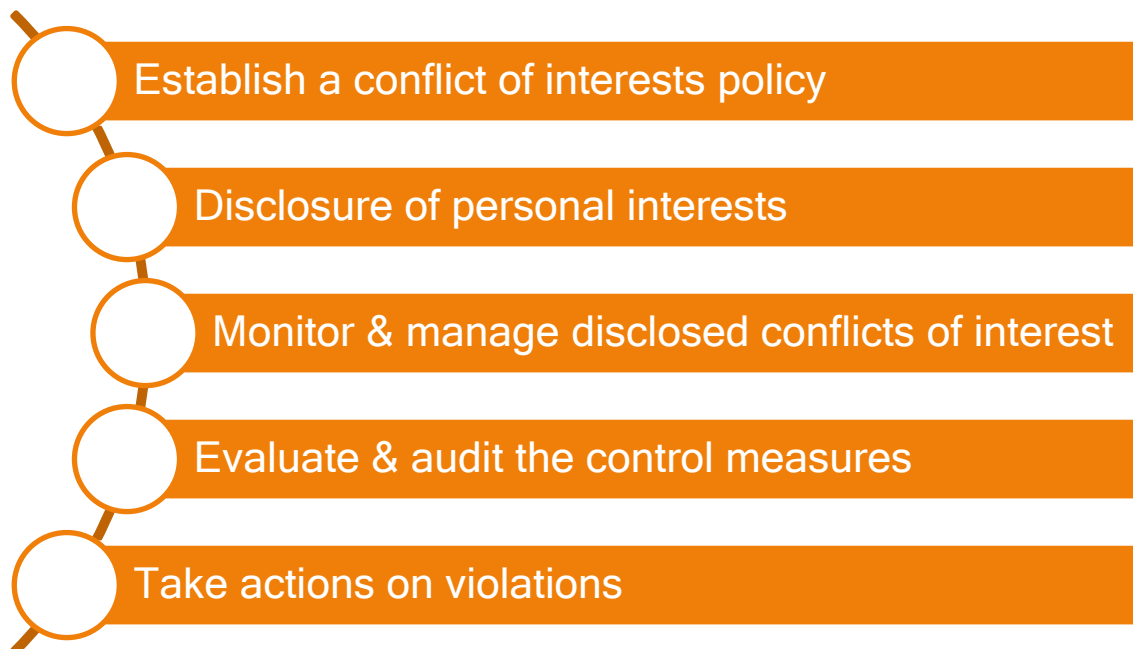 Establish a conflict of interests policy
Disclosure of personal interests
Monitor & manage disclosed conflicts of interest
Evaluate & audit the control measures
Take actions on violations